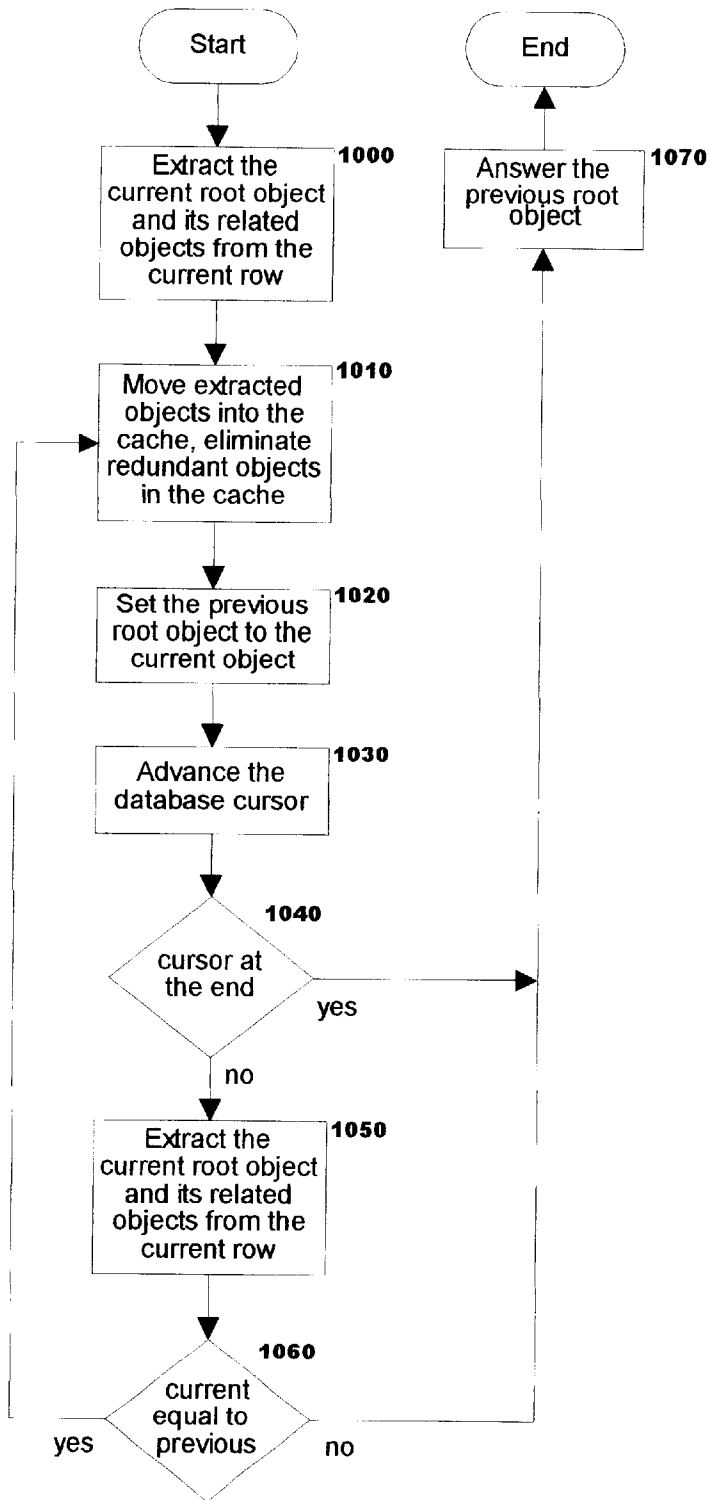 Start
End
1000
Extract the
current root object
and its related
objects from the
current row
1070
Answer the
previous root
object
1010
Move extracted
objects into the
cache, eliminate
redundant objects
in the cache
1020
Set the previous
root object to the
current object
1030
Advance the
database cursor
1040
cursor at
the end
yes
no
1050
Extract the
current root object
and its related
objects from the
current row
1060
current
equal to
previous
yes
no